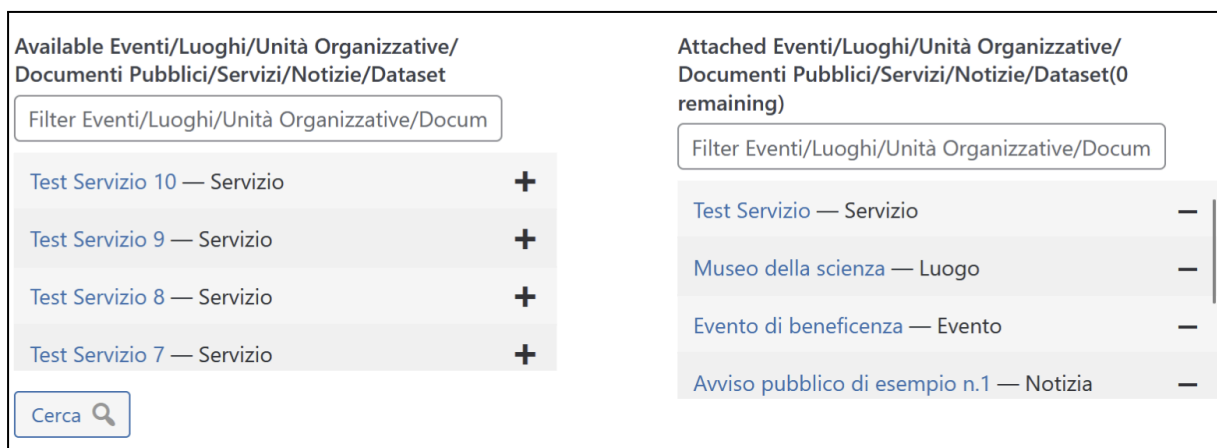 Available Eventi/Luoghi/Unità Organizzative/
Documenti Pubblici/Servizi/Notizie/Dataset
Filter Eventi/Luoghi/Unità Organizzative/Docum
Test Servizio 10 — Servizio
Test Servizio 9 — Servizio
Test Servizio 8 — Servizio
Test Servizio 7 — Servizio
Cerca
Attached Eventi/Luoghi/Unità Organizzative/
Documenti Pubblici/Servizi/Notizie/Dataset(0
remaining)
Filter Eventi/Luoghi/Unità Organizzative/Docum
Test Servizio — Servizio
Museo della scienza — Luogo
Evento di beneficenza — Evento
Avviso pubblico di esempio n.1 — Notizia